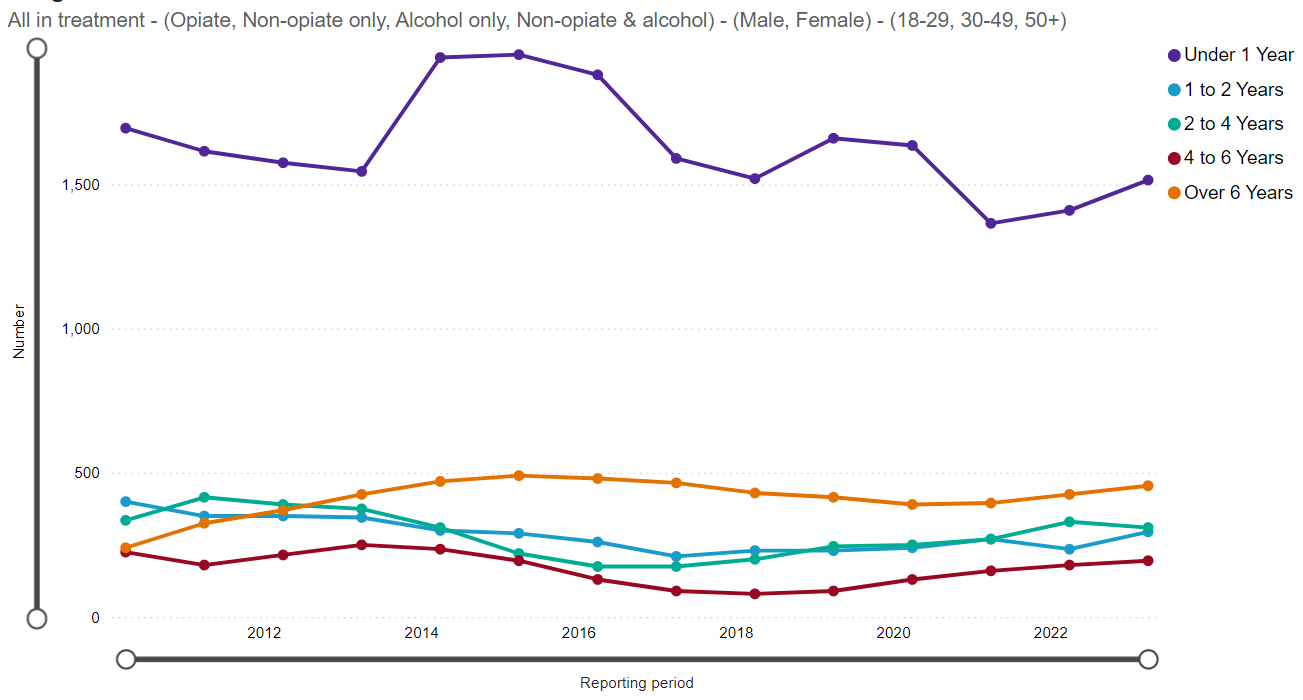 All in treatment - (Opiate, Non-opiate only, Alcohol only, Non-opiate & alcohol) - (Male, Female) - (18-29, 30-49, 50+)
Under 1 Year
1 to 2 Years
2 to 4 Years
4 to 6 Years
Over 6 Years
1,500
1,000
500
0
Number
2012 2014 2016 2018 2020 2022
Reporting period